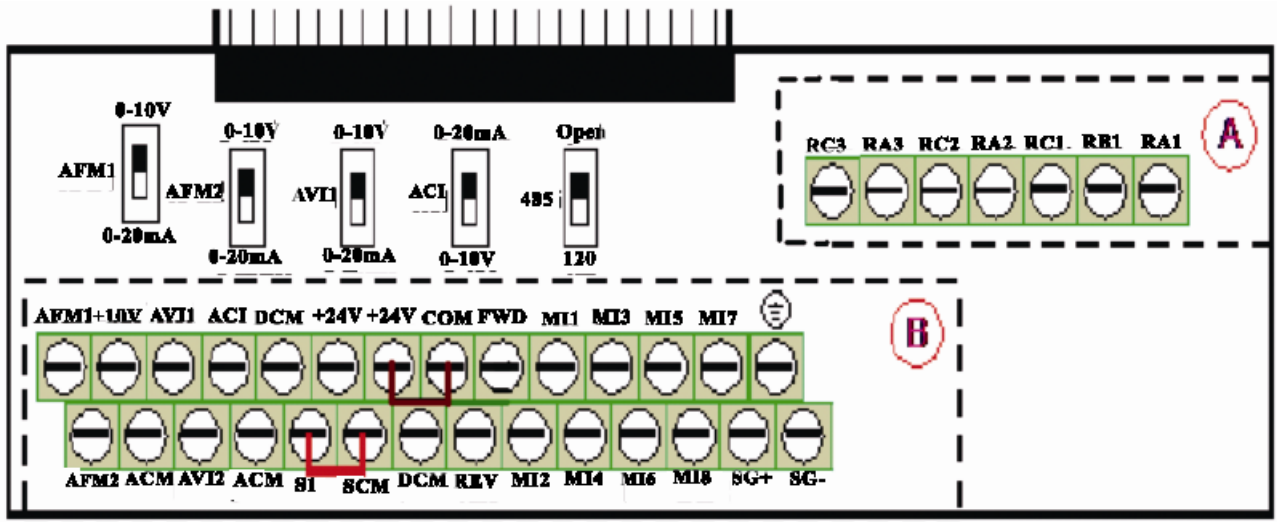 0-10V
AFM1
0-20mA
0-10V
AFM2
0-20mA
0-10V
AVI1
0-20mA
0-20mA
ACI
0-10V
Open
485
120
RC3 RA3 RC2 RA2 RC1 RB1 RA1
A
AFM1 +10V AVI1 ACI DCM +24V +24V COM FWD MI1 MI3 MI5 MI7
B
AFM2 ACM AVI2 ACM S1 SCM DCM REV MI2 MI4 MI6 MI8 SG+ SG-